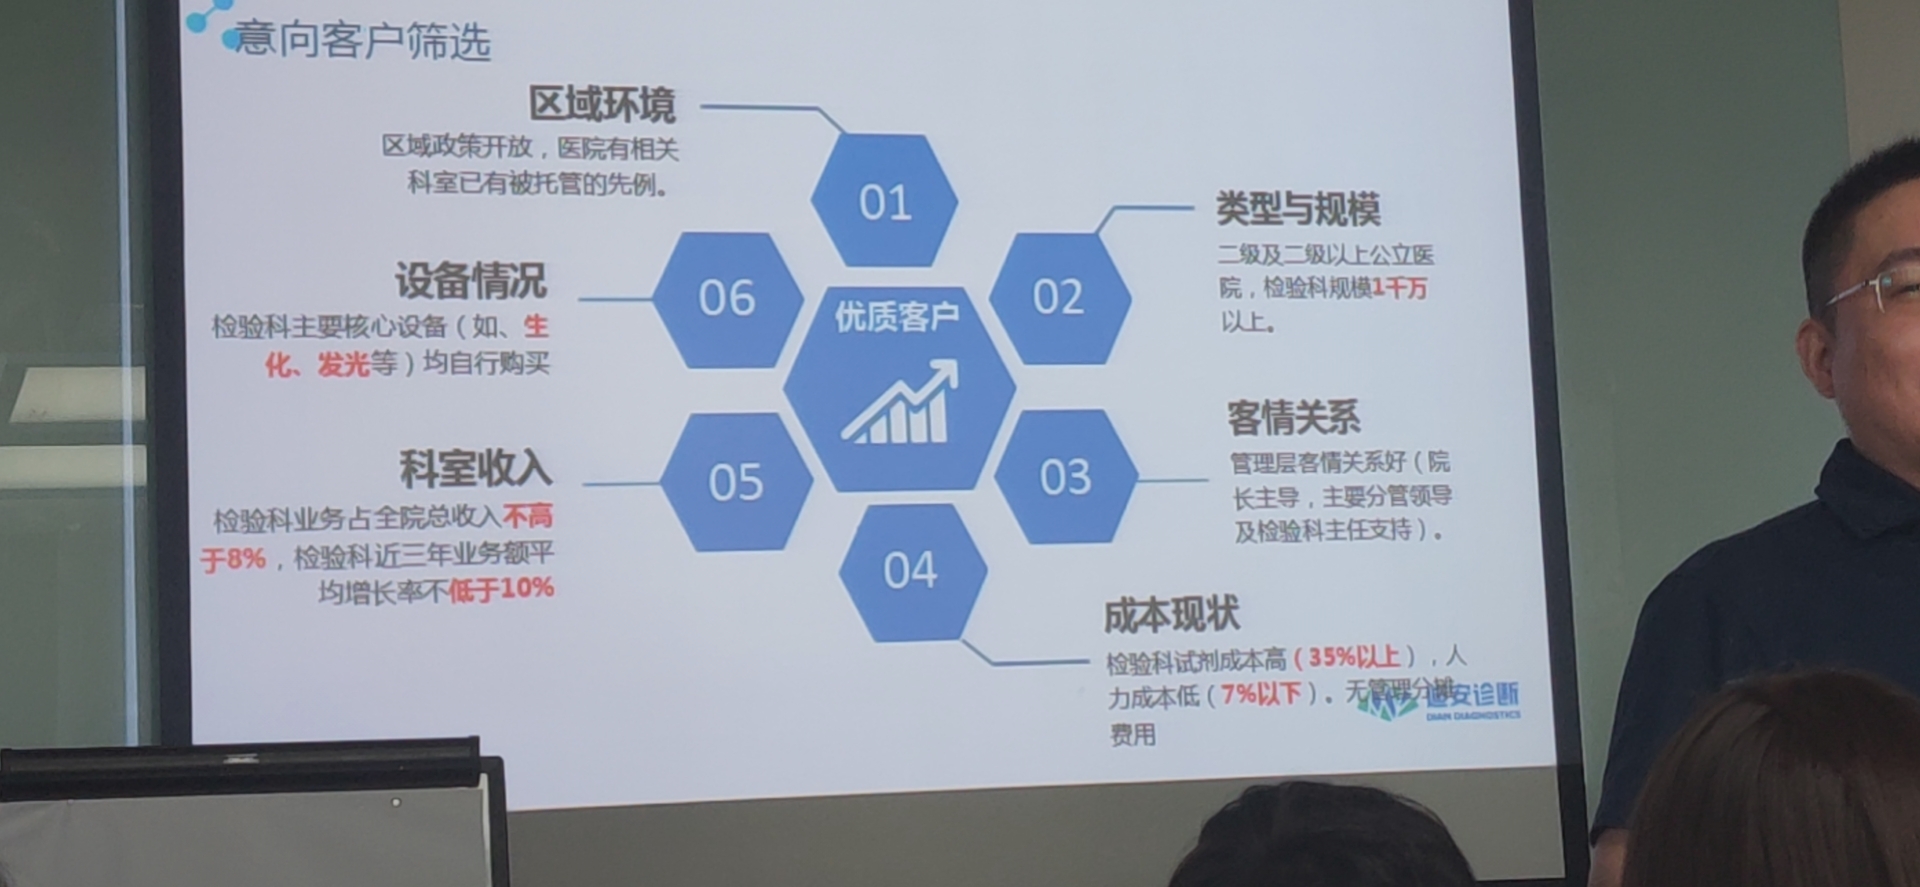 意向客户筛选
区域环境
区域政策开放，医院有相关
科室已有被托管的先例。
01
类型与规模
二级及二级以上公立医
院，检验科规模1千万
以上。
02
客情关系
管理层客情关系好（院
长主导，主要分管领导
及检验科主任支持）。
03
成本现状
检验科试剂成本高（35%以上），人
力成本低（7%以下）。无管理分摊
费用
04
科室收入
检验科业务占全院总收入不高
于8%，检验科近三年业务额平
均增长率不低于10%
05
设备情况
检验科主要核心设备（如、生
化、发光等）均自行购买
06
优质客户
迪安诊断
DIAN DIAGNOSTICS